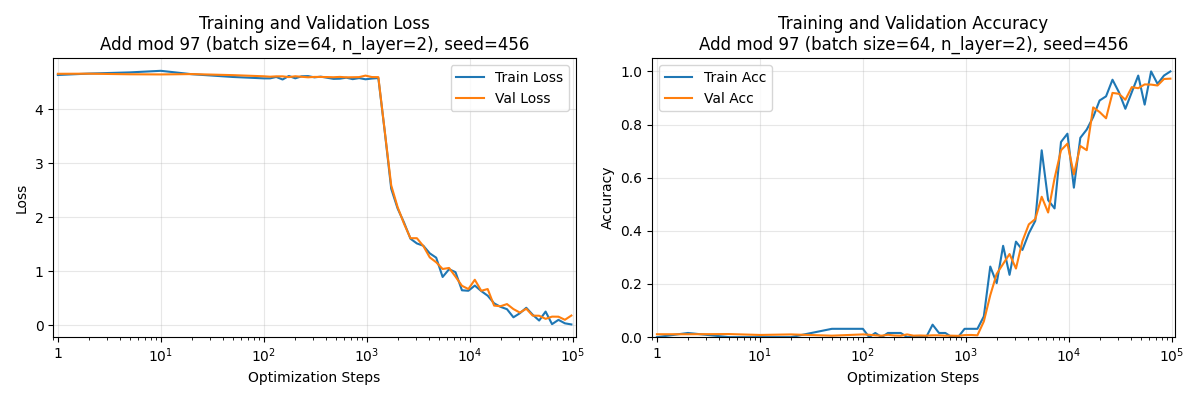 Training and Validation Loss
Add mod 97 (batch size=64, n_layer=2), seed=456
Train Loss
Val Loss
Loss
4
3
2
1
0
1
10^1
10^2
10^3
10^4
10^5
Optimization Steps
Training and Validation Accuracy
Add mod 97 (batch size=64, n_layer=2), seed=456
Train Acc
Val Acc
Accuracy
1.0
0.8
0.6
0.4
0.2
0.0
1
10^1
10^2
10^3
10^4
10^5
Optimization Steps